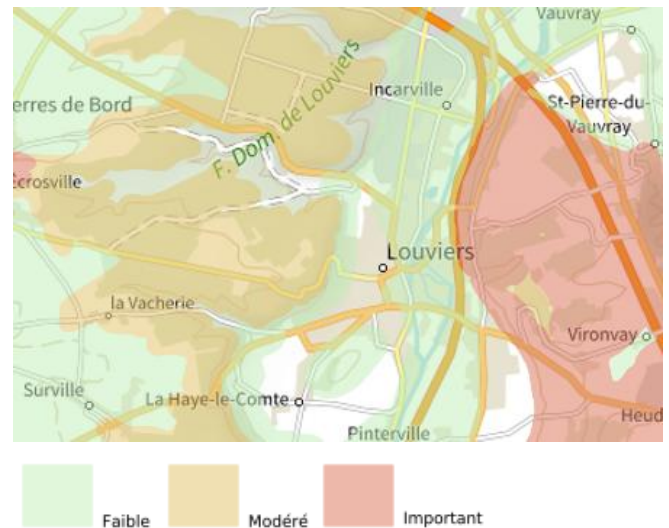 Vauvray
Incarville
erres de Bord
St-Pierre-du-
Vauvray
F. Dom. de Louviers
Écrosville
Louviers
la Vacherie
Vironvay
Surville
La Haye-le-Comte
Heud
Pinterville
Faible
Modéré
Important